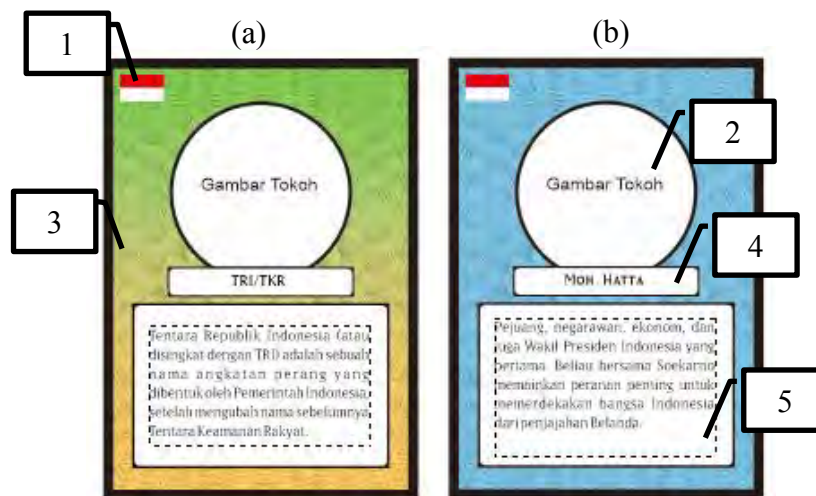 (a)
(b)
1
2
3
4
5
Gambar Tokoh
TRI/TKR
Tentara Republik Indonesia (atau
disingkat dengan TRI) adalah sebuah
nama angkatan perang yang
dibentuk oleh Pemerintah Indonesia,
setelah mengubah nama sebelumnya
Tentara Keamanan Rakyat.
Gambar Tokoh
MOH. HATTA
Pejuang, negarawan, ekonom, dan
juga Wakil Presiden Indonesia yang
pertama. Beliau bersama Soekarno
memainkan peranan penting untuk
memerdekakan bangsa Indonesia
dari penjajahan Belanda.